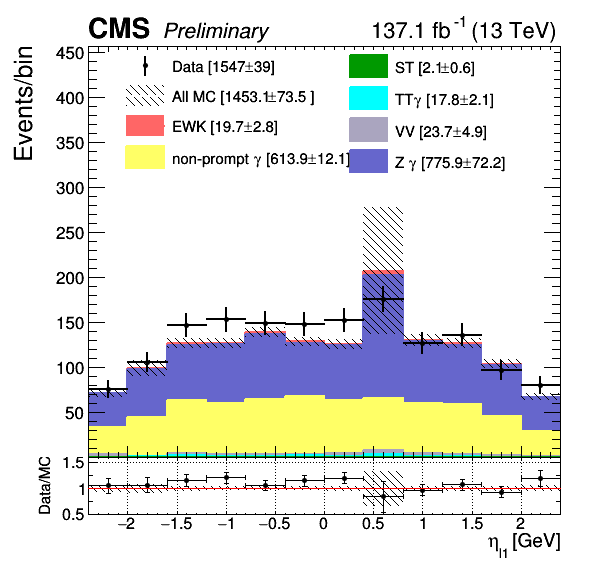 CMS Preliminary 137.1 fb⁻¹ (13 TeV)
Events/bin
450
400
350
300
250
200
150
100
50
Data [1547±39]
All MC [1453.1±73.5 ]
EWK [19.7±2.8]
non-prompt γ [613.9±12.1]
ST [2.1±0.6]
TTγ [17.8±2.1]
VV [23.7±4.9]
Z γ [775.9±72.2]
Data/MC
1.5
1
0.5
−2 −1.5 −1 −0.5 0 0.5 1 1.5 2
η_l1 [GeV]